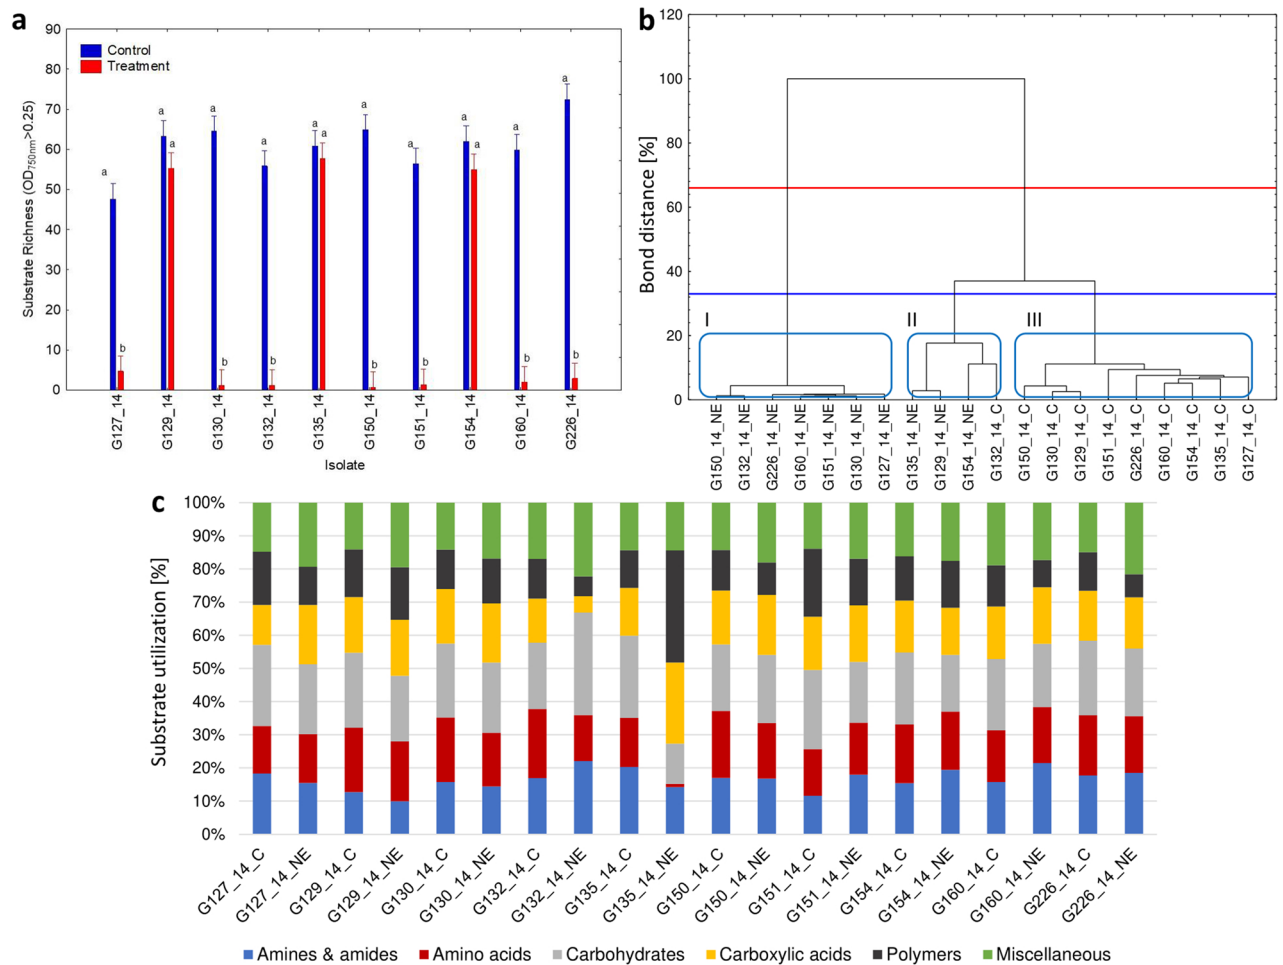 a
90
80
70
60
50
40
30
20
10
0
Substrate Richness (OD750nm>0.25)
Control
Treatment
a
b
a
a
a
b
a
b
a
a
a
b
a
b
a
a
a
b
a
b
G127_14
G129_14
G130_14
G132_14
G135_14
G150_14
G151_14
G154_14
G160_14
G226_14
Isolate
b
120
100
80
60
40
20
0
Bond distance [%]
I
II
III
G150_14_NE
G132_14_NE
G226_14_NE
G160_14_NE
G151_14_NE
G130_14_NE
G127_14_NE
G135_14_NE
G129_14_NE
G154_14_NE
G132_14_C
G150_14_C
G130_14_C
G129_14_C
G151_14_C
G226_14_C
G160_14_C
G154_14_C
G135_14_C
G127_14_C
c
100%
90%
80%
70%
60%
50%
40%
30%
20%
10%
0%
Substrate utilization [%]
G127_14_C
G127_14_NE
G129_14_C
G129_14_NE
G130_14_C
G130_14_NE
G132_14_C
G132_14_NE
G135_14_C
G135_14_NE
G150_14_C
G150_14_NE
G151_14_C
G151_14_NE
G154_14_C
G154_14_NE
G160_14_C
G160_14_NE
G226_14_C
G226_14_NE
Amines & amides Amino acids Carbohydrates Carboxylic acids Polymers Miscellaneous